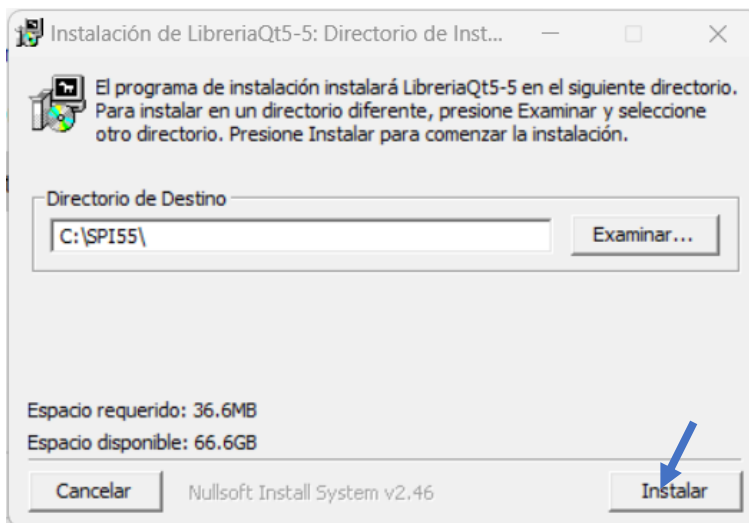 Instalación de LibreriaQt5-5: Directorio de Inst...
El programa de instalación instalará LibreriaQt5-5 en el siguiente directorio.
Para instalar en un directorio diferente, presione Examinar y seleccione
otro directorio. Presione Instalar para comenzar la instalación.
Directorio de Destino
C:\SPI55\
Examinar...
Espacio requerido: 36.6MB
Espacio disponible: 66.6GB
Cancelar
Nullsoft Install System v2.46
Instalar